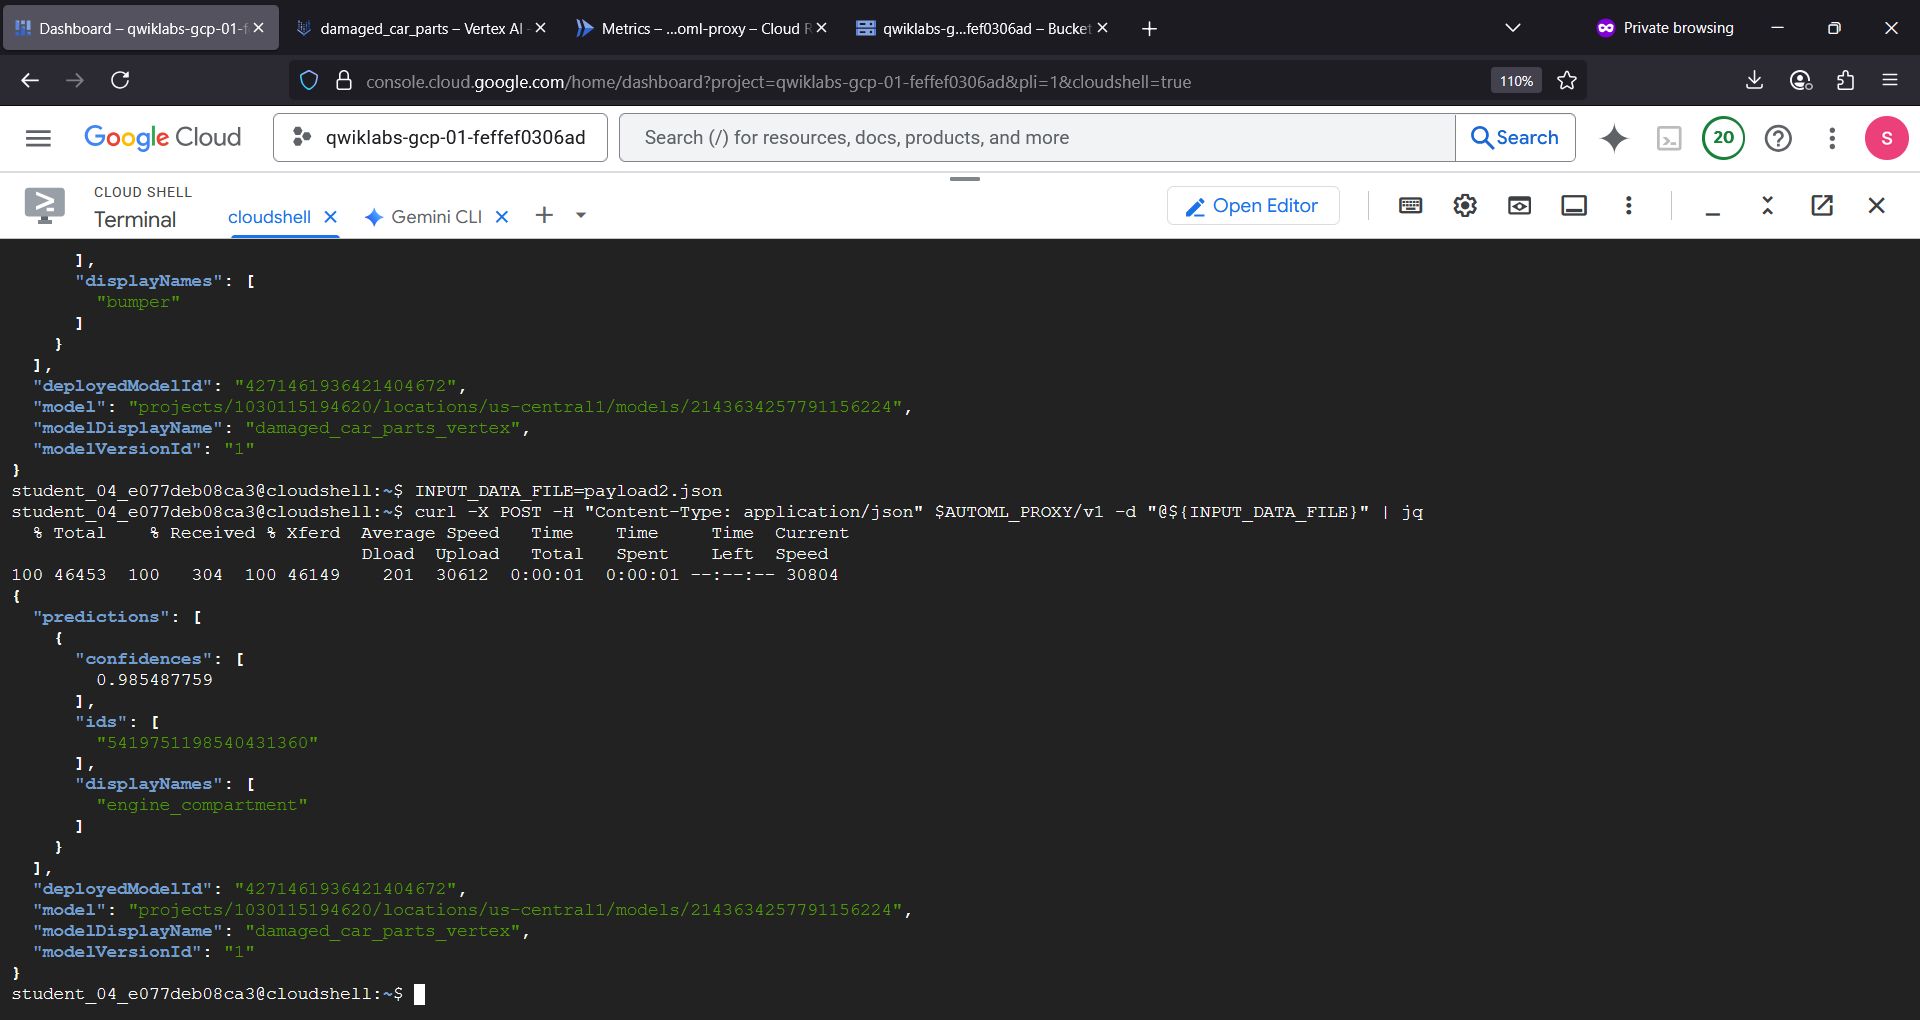 Dashboard – qwiklabs-gcp-01-f
damaged_car_parts – Vertex AI
Metrics – ...oml-proxy – Cloud R
qwiklabs-g...fef0306ad – Bucket
Private browsing
console.cloud.google.com/home/dashboard?project=qwiklabs-gcp-01-feffef0306ad&pli=1&cloudshell=true
110%
Google Cloud
qwiklabs-gcp-01-feffef0306ad
Search (/) for resources, docs, products, and more
Search
20
S
CLOUD SHELL
Terminal
cloudshell
Gemini CLI
Open Editor
],
"displayNames": [
"bumper"
]
}
],
"deployedModelId": "4271461936421404672",
"model": "projects/1030115194620/locations/us-central1/models/2143634257791156224",
"modelDisplayName": "damaged_car_parts_vertex",
"modelVersionId": "1"
}
student_04_e077deb08ca3@cloudshell:~$ INPUT_DATA_FILE=payload2.json
student_04_e077deb08ca3@cloudshell:~$ curl -X POST -H "Content-Type: application/json" $AUTOML_PROXY/v1 -d "@${INPUT_DATA_FILE}" | jq
% Total % Received % Xferd Average Speed Time Time Time Current
Dload Upload Total Spent Left Speed
100 46453 100 304 100 46149 201 30612 0:00:01 0:00:01 --:--:-- 30804
{
"predictions": [
{
"confidences": [
0.985487759
],
"ids": [
"5419751198540431360"
],
"displayNames": [
"engine_compartment"
]
}
],
"deployedModelId": "4271461936421404672",
"model": "projects/1030115194620/locations/us-central1/models/2143634257791156224",
"modelDisplayName": "damaged_car_parts_vertex",
"modelVersionId": "1"
}
student_04_e077deb08ca3@cloudshell:~$